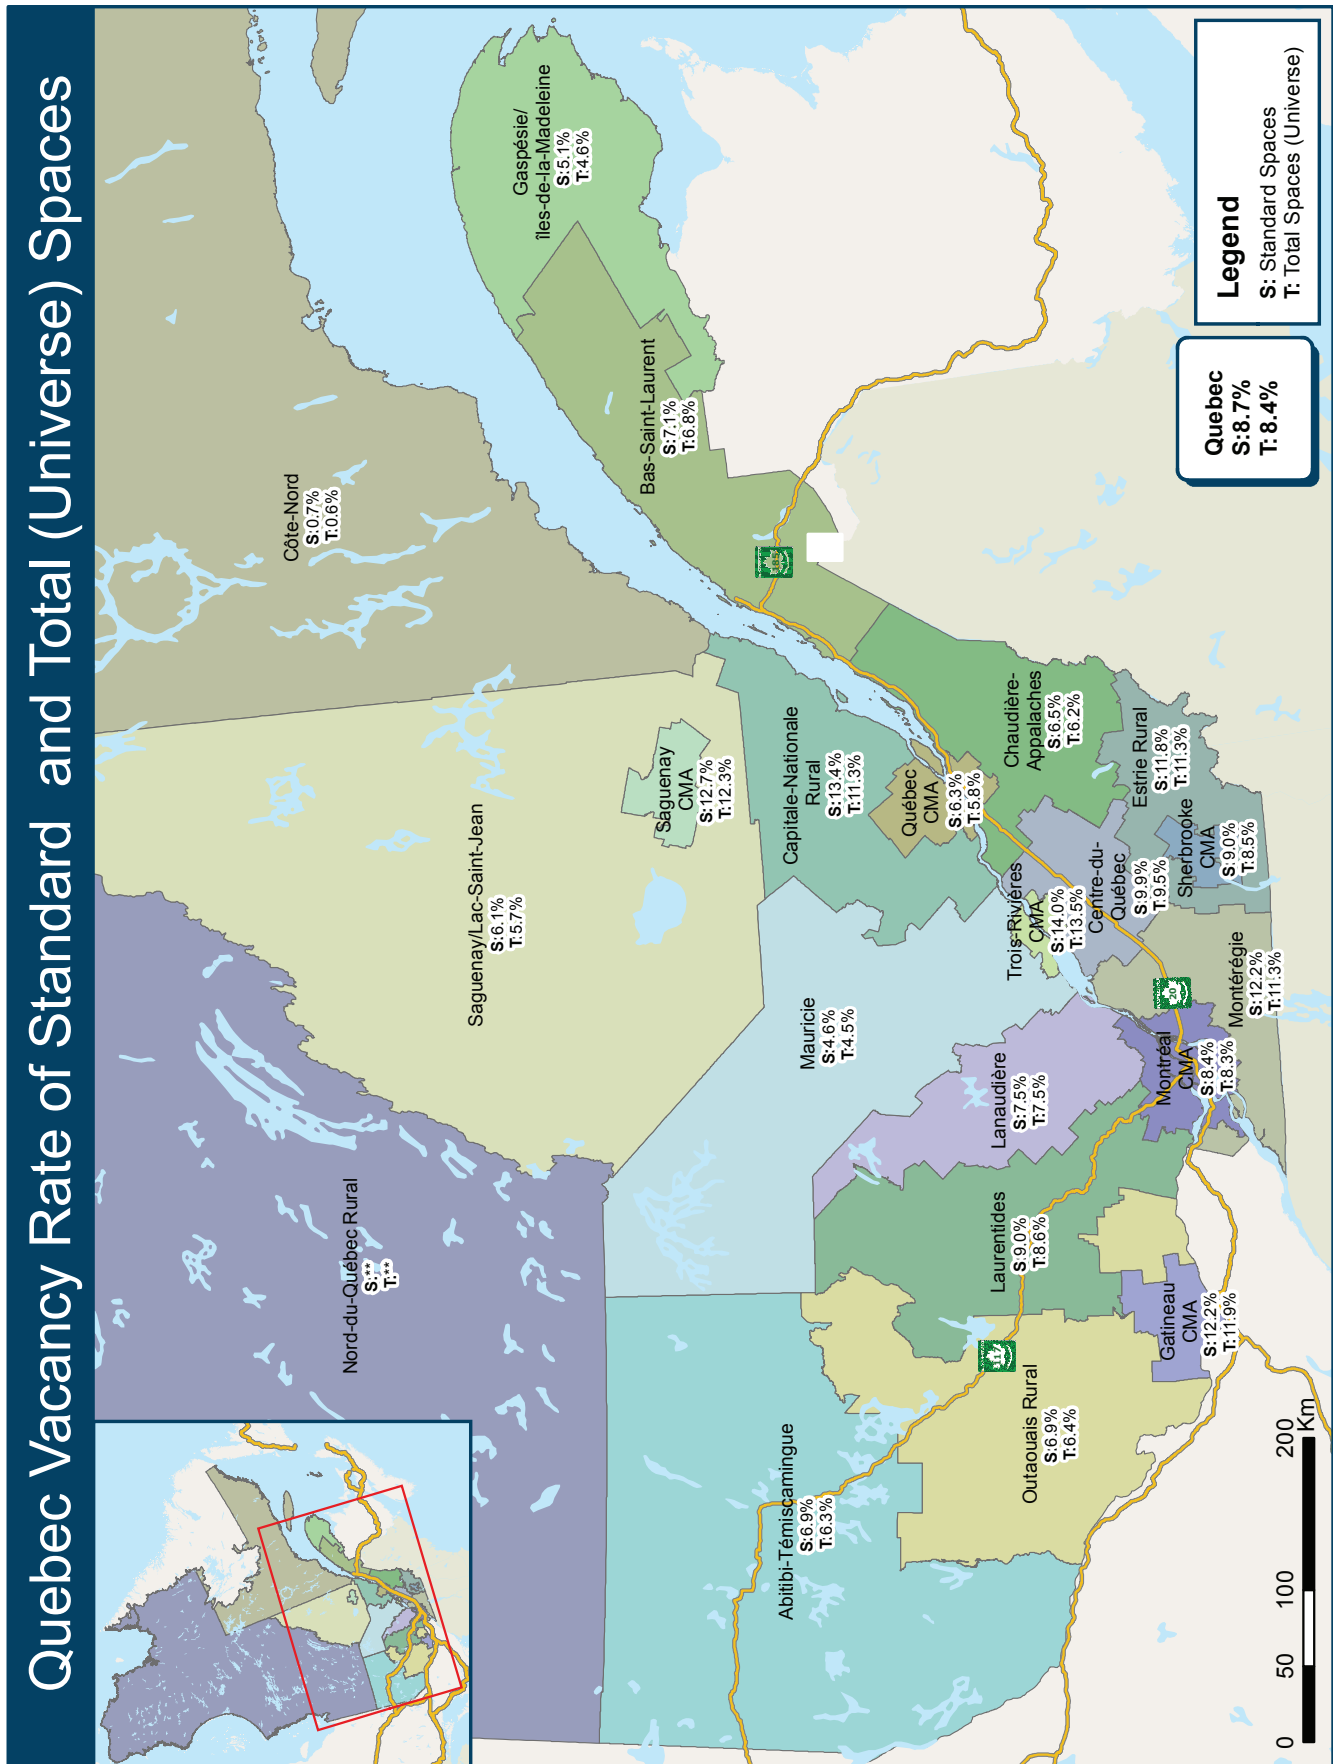 Quebec Vacancy Rate of Standard and Total (Universe) Spaces
Nord-du-Québec Rural
S:**
T:**
Côte-Nord
S:0.7%
T:0.6%
Saguenay/Lac-Saint-Jean
S:6.1%
T:5.7%
Saguenay
CMA
S:12.7%
T:12.3%
Gaspésie/
îles-de-la-Madeleine
S:5.1%
T:4.6%
Bas-Saint-Laurent
S:7.1%
T:6.8%
Abitibi-Témiscamingue
S:6.9%
T:6.3%
Mauricie
S:4.6%
T:4.5%
Capitale-Nationale
Rural
S:13.4%
T:11.3%
Québec
CMA
S:6.3%
T:5.8%
185
Outaouais Rural
S:6.9%
T:6.4%
117
Laurentides
S:9.0%
T:8.6%
Lanaudière
S:7.5%
T:7.5%
Trois-Rivières
CMA
S:14.0%
T:13.5%
Chaudière-
Appalaches
S:6.5%
T:6.2%
Centre-du-
Québec
S:9.9%
T:9.5%
Estrie Rural
S:11.8%
T:11.3%
Sherbrooke
CMA
S:9.0%
T:8.5%
Gatineau
CMA
S:12.2%
T:11.9%
Montréal
CMA
S:8.4%
T:8.3%
20
Montérégie
S:12.2%
T:11.3%
0 50 100 200
Km
Quebec
S:8.7%
T: 8.4%
Legend
S: Standard Spaces
T: Total Spaces (Universe)